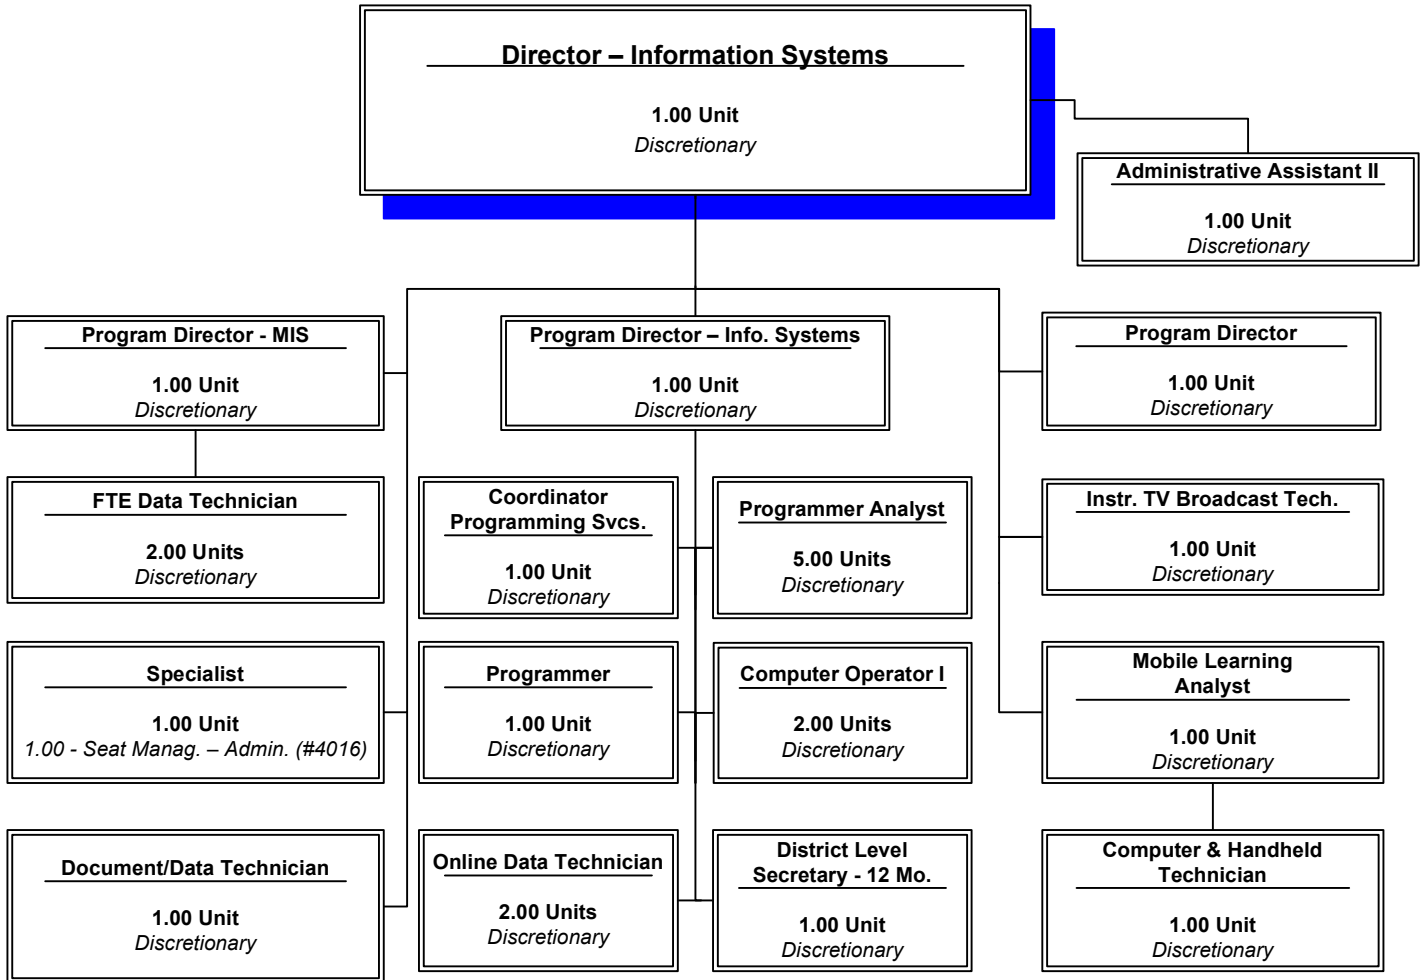 Director – Information Systems
1.00 Unit
Discretionary
Administrative Assistant II
1.00 Unit
Discretionary
Program Director - MIS
1.00 Unit
Discretionary
Program Director – Info. Systems
1.00 Unit
Discretionary
Program Director
1.00 Unit
Discretionary
FTE Data Technician
2.00 Units
Discretionary
Coordinator
Programming Svcs.
1.00 Unit
Discretionary
Programmer Analyst
5.00 Units
Discretionary
Instr. TV Broadcast Tech.
1.00 Unit
Discretionary
Specialist
1.00 Unit
1.00 - Seat Manag. – Admin. (#4016)
Programmer
1.00 Unit
Discretionary
Computer Operator I
2.00 Units
Discretionary
Mobile Learning
Analyst
1.00 Unit
Discretionary
Document/Data Technician
1.00 Unit
Discretionary
Online Data Technician
2.00 Units
Discretionary
District Level
Secretary - 12 Mo.
1.00 Unit
Discretionary
Computer & Handheld
Technician
1.00 Unit
Discretionary